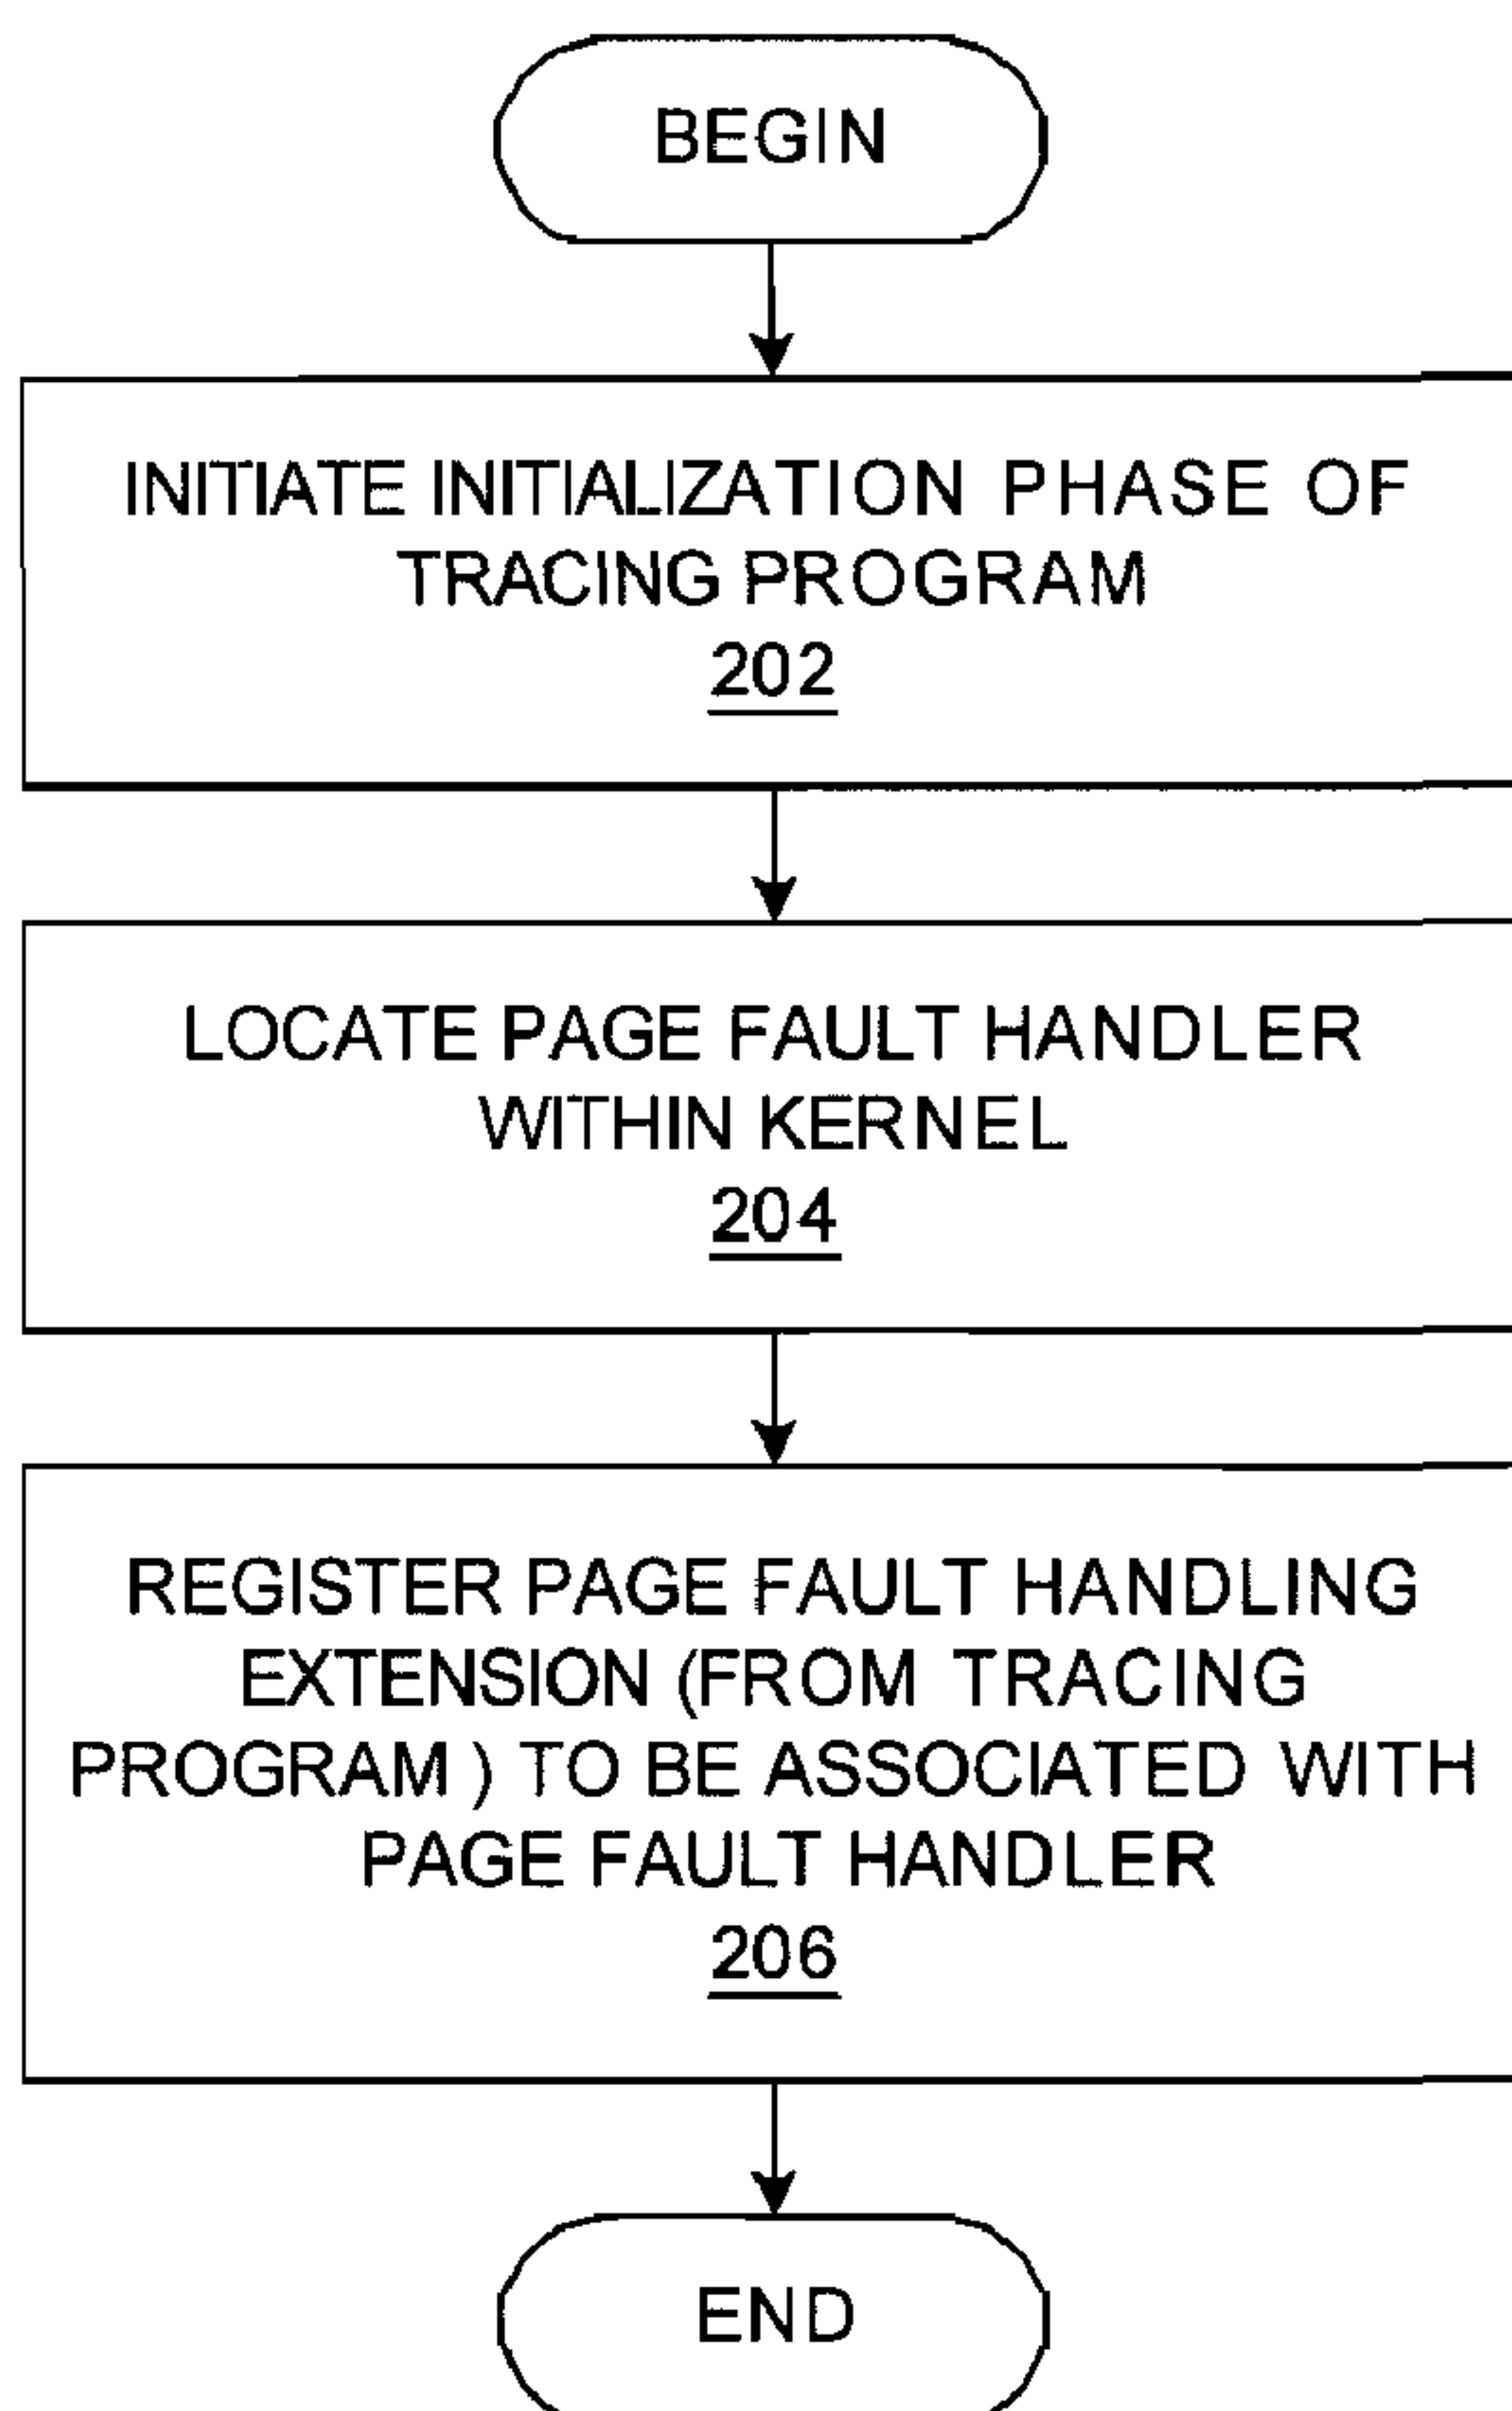 BEGIN
INITIATE INITIALIZATION PHASE OF
TRACING PROGRAM
202
LOCATE PAGE FAULT HANDLER
WITHIN KERNEL
204
REGISTER PAGE FAULT HANDLING
EXTENSION (FROM TRACING
PROGRAM) TO BE ASSOCIATED WITH
PAGE FAULT HANDLER
206
END